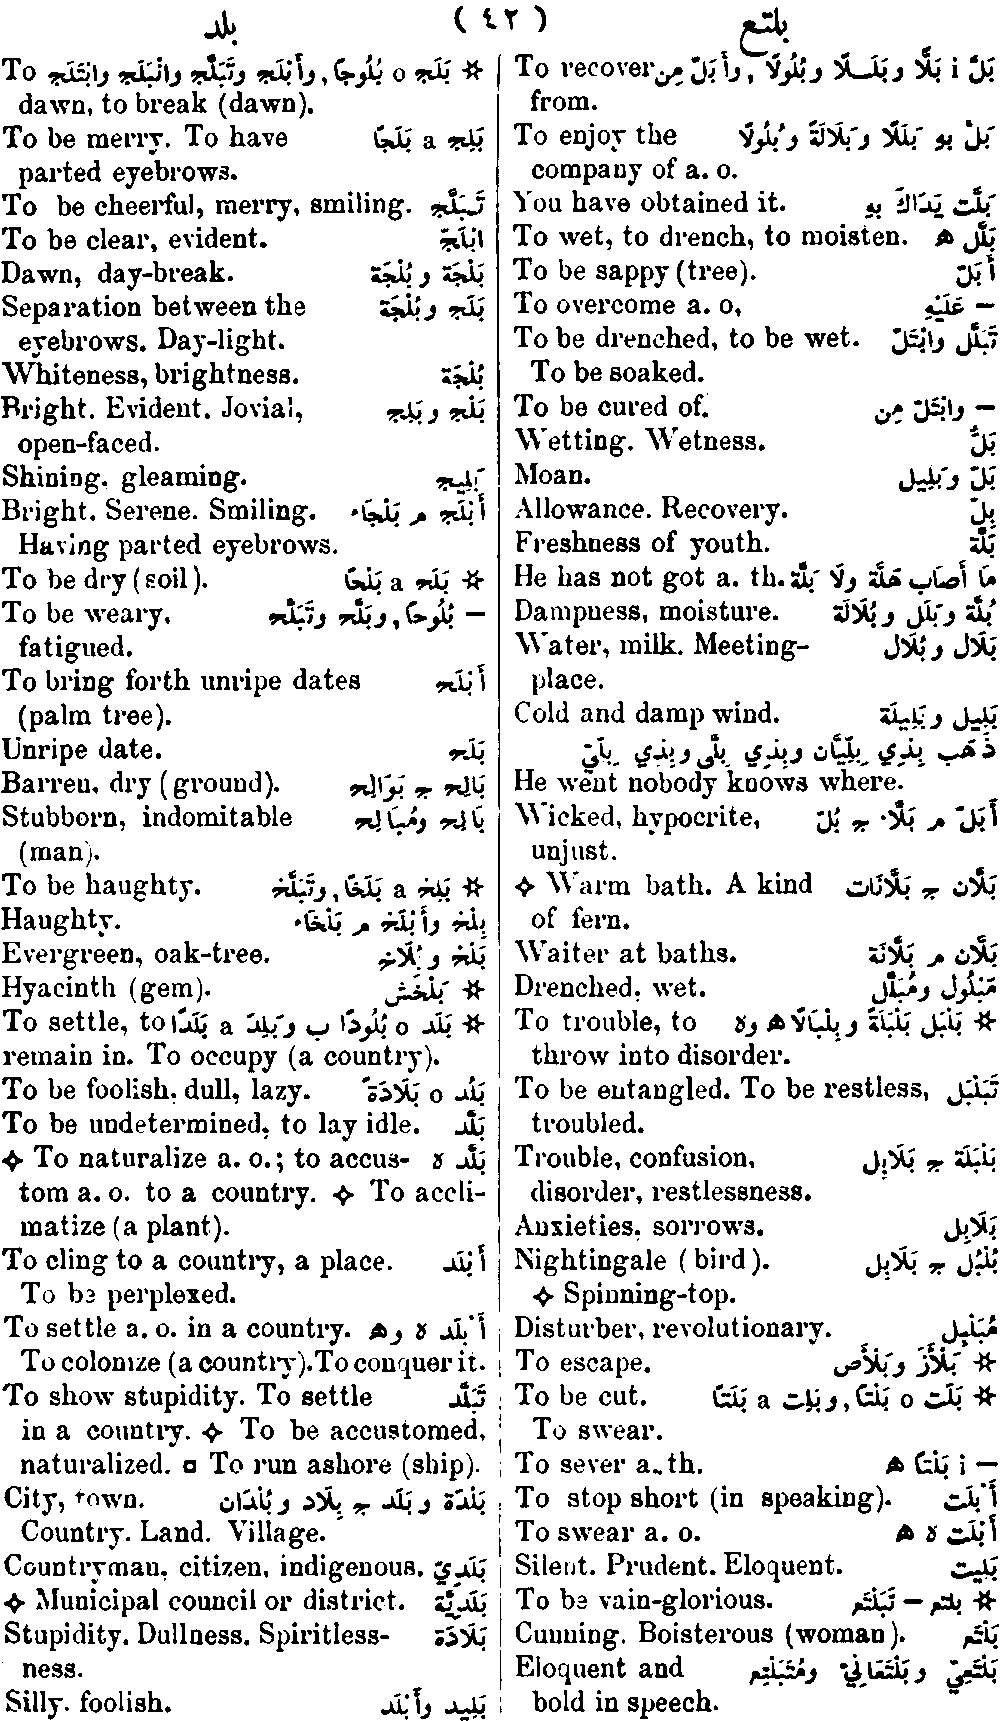 بلد ( ٤٢ ) بلتع
To recover بَلَّ i بَلًّا وبَلَلًا وبُلُولًا, وأَبَلَّ مِن
from.
To enjoy the بَلَّ بِهِ بَلَلًا وبَلَالَةً وبُلُولًا
company of a. o.
You have obtained it. بَلَّت يَدَاكَ بِهِ
To wet, to drench, to moisten. بَلَّل ه
To be sappy (tree). أَبَلّ
To overcome a. o, – عَلَيْهِ
To be drenched, to be wet. تَبَلَّل وابْتَلّ
To be soaked.
To be cured of. – وابْتَلّ مِن
Wetting. Wetness. بَلّ
Moan. بَلّ وبَلِيل
Allowance. Recovery. بِلّ
Freshness of youth. بَلَّة
He has not got a. th. مَا أَصَاب هَلَّة ولَا بَلَّة
Dampness, moisture. بُلَّة وبَلَل وبُلَالَة
Water, milk. Meeting- بَلَال وبُلَال
place.
Cold and damp wind. بَلِيل وبَلِيلَة
ذَهَب بِذِي بِلِّيَان وبِذِي بِلَّى وبِذِي بِلِيّ
He went nobody knows where.
Wicked, hypocrite, أَبَلّ م بَلَّاء ج بُلّ
unjust.
✧ Warm bath. A kind بَلَّان ج بَلَّانَات
of fern.
Waiter at baths. بَلَّان م بَلَّانَة
Drenched, wet. مَبْلُول ومُبَلَّل
To trouble, to ✲ بَلْبَل بَلْبَلَةً وبِلْبَالًا ه وه
throw into disorder.
To be entangled. To be restless, تَبَلْبَل
troubled.
Trouble, confusion, بَلْبَلَة ج بَلَابِل
disorder, restlessness.
Anxieties, sorrows. بَلَابِل
Nightingale (bird). بُلْبُل ج بَلَابِل
✧ Spinning-top.
Disturber, revolutionary. مُبَلْبِل
To escape. ✲ بَلْأَزَ وبَلْأَص
To be cut. ✲ بَلَت o بَلْتًا, وبَلِت a بَلَتًا
To swear.
To sever a. th. – i بَلْتًا ه
To stop short (in speaking). أَبْلَت
To swear a. o. أَبْلَت ه ه
Silent. Prudent. Eloquent. بَلِيت
To be vain-glorious. ✲ بلتع – تَبَلْتَع
Cunning. Boisterous (woman). بَلْتَع
Eloquent and بَلْتَعِيّ وبَلْتَعَانِيّ ومُتَبَلْتِع
bold in speech.
To ✲ بَلَج o بُلُوجًا, وأَبْلَج وتَبَلَّج وانْبَلَج وابْتَلَج
dawn, to break (dawn).
To be merry. To have بَلِج a بَلَجًا
parted eyebrows.
To be cheerful, merry, smiling. تَبَلَّج
To be clear, evident. ابْلَاجّ
Dawn, day-break. بَلْجَة وبُلْجَة
Separation between the بَلَج وبُلْجَة
eyebrows. Day-light.
Whiteness, brightness. بُلْجَة
Bright. Evident. Jovial, بَلْج وبَلِج
open-faced.
Shining, gleaming. بَلِيج
Bright. Serene. Smiling. أَبْلَج م بَلْجَاء
Having parted eyebrows.
To be dry (soil). ✲ بَلَح a بَلْحًا
To be weary, – بُلُوحًا, وبَلَّح وتَبَلَّح
fatigued.
To bring forth unripe dates أَبْلَح
(palm tree).
Unripe date. بَلَح
Barren, dry (ground). بَالِح ج بَوَالِح
Stubborn, indomitable بَالِح ومُبَالِح
(man).
To be haughty. ✲ بَلِخ a بَلَخًا, وتَبَلَّخ
Haughty. بِلْخ وأَبْلَخ م بَلْخَاء
Evergreen, oak-tree. بَلْخ وبُلَاخ
Hyacinth (gem). ✲ بَلَخْش
To settle, to ✲ بَلَد o بُلُودًا ب وبَلِدَ a بَلَدًا
remain in. To occupy (a country).
To be foolish, dull, lazy. بَلُد o بَلَادَةً
To be undetermined, to lay idle. بَلَّد
✧ To naturalize a. o.; to accus- بَلَّد ه
tom a. o. to a country. ✧ To accli-
matize (a plant).
To cling to a country, a place. أَبْلَد
To be perplexed.
To settle a. o. in a country. أَبْلَد ه وه
To colonize (a country). To conquer it.
To show stupidity. To settle تَبَلَّد
in a country. ✧ To be accustomed,
naturalized. ▫ To run ashore (ship).
City, town. بَلْدَة وبَلَد ج بِلَاد وبُلْدَان
Country. Land. Village.
Countryman, citizen, indigenous. بَلَدِيّ
✧ Municipal council or district. بَلَدِيَّة
Stupidity. Dullness. Spiritless- بَلَادَة
ness.
Silly, foolish. بَلِيد وأَبْلَد